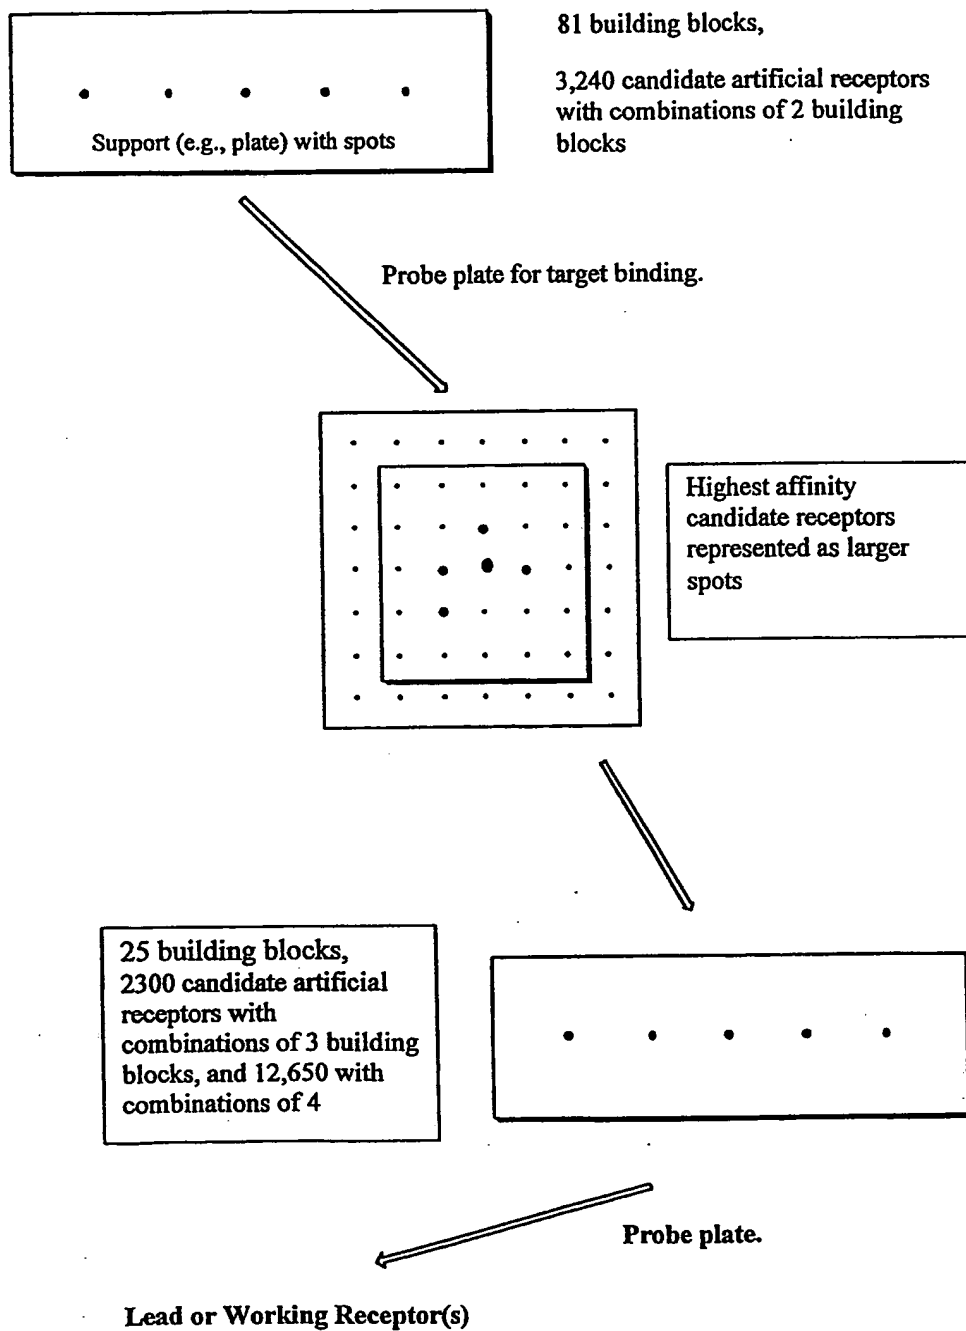 81 building blocks,
3,240 candidate artificial receptors
with combinations of 2 building
blocks
Support (e.g., plate) with spots
Probe plate for target binding.
Highest affinity
candidate receptors
represented as larger
spots
25 building blocks,
2300 candidate artificial
receptors with
combinations of 3 building
blocks, and 12,650 with
combinations of 4
Probe plate.
Lead or Working Receptor(s)